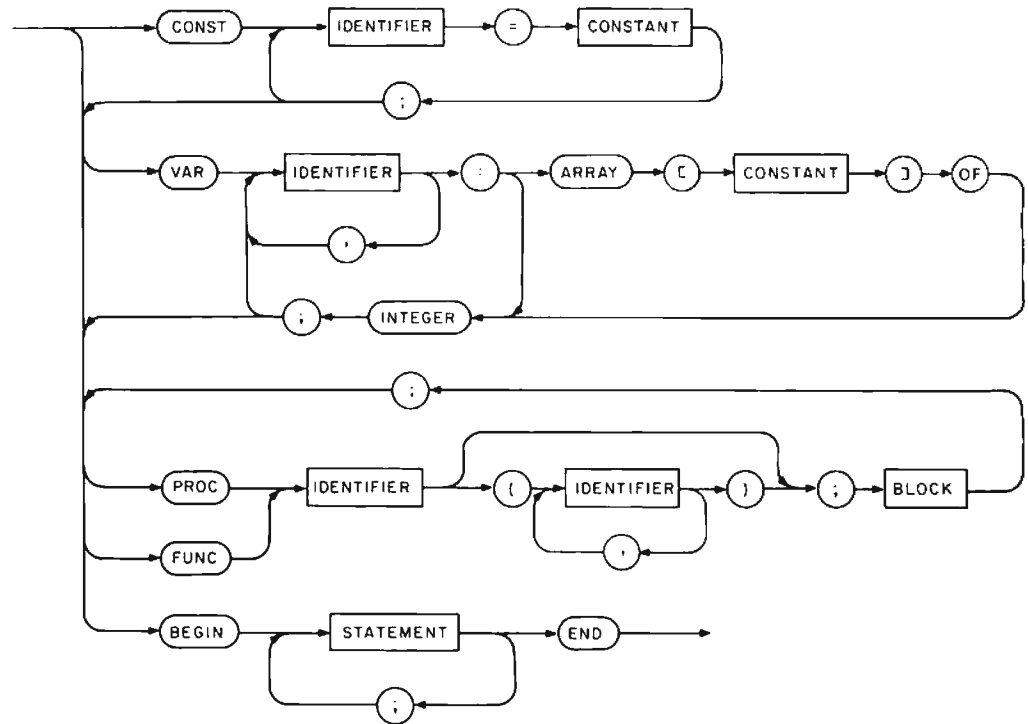 CONST IDENTIFIER = CONSTANT
;
VAR IDENTIFIER : ARRAY [ CONSTANT ] OF
,
; INTEGER
;
PROC IDENTIFIER ( IDENTIFIER ) ; BLOCK
FUNC ,
BEGIN STATEMENT END
;